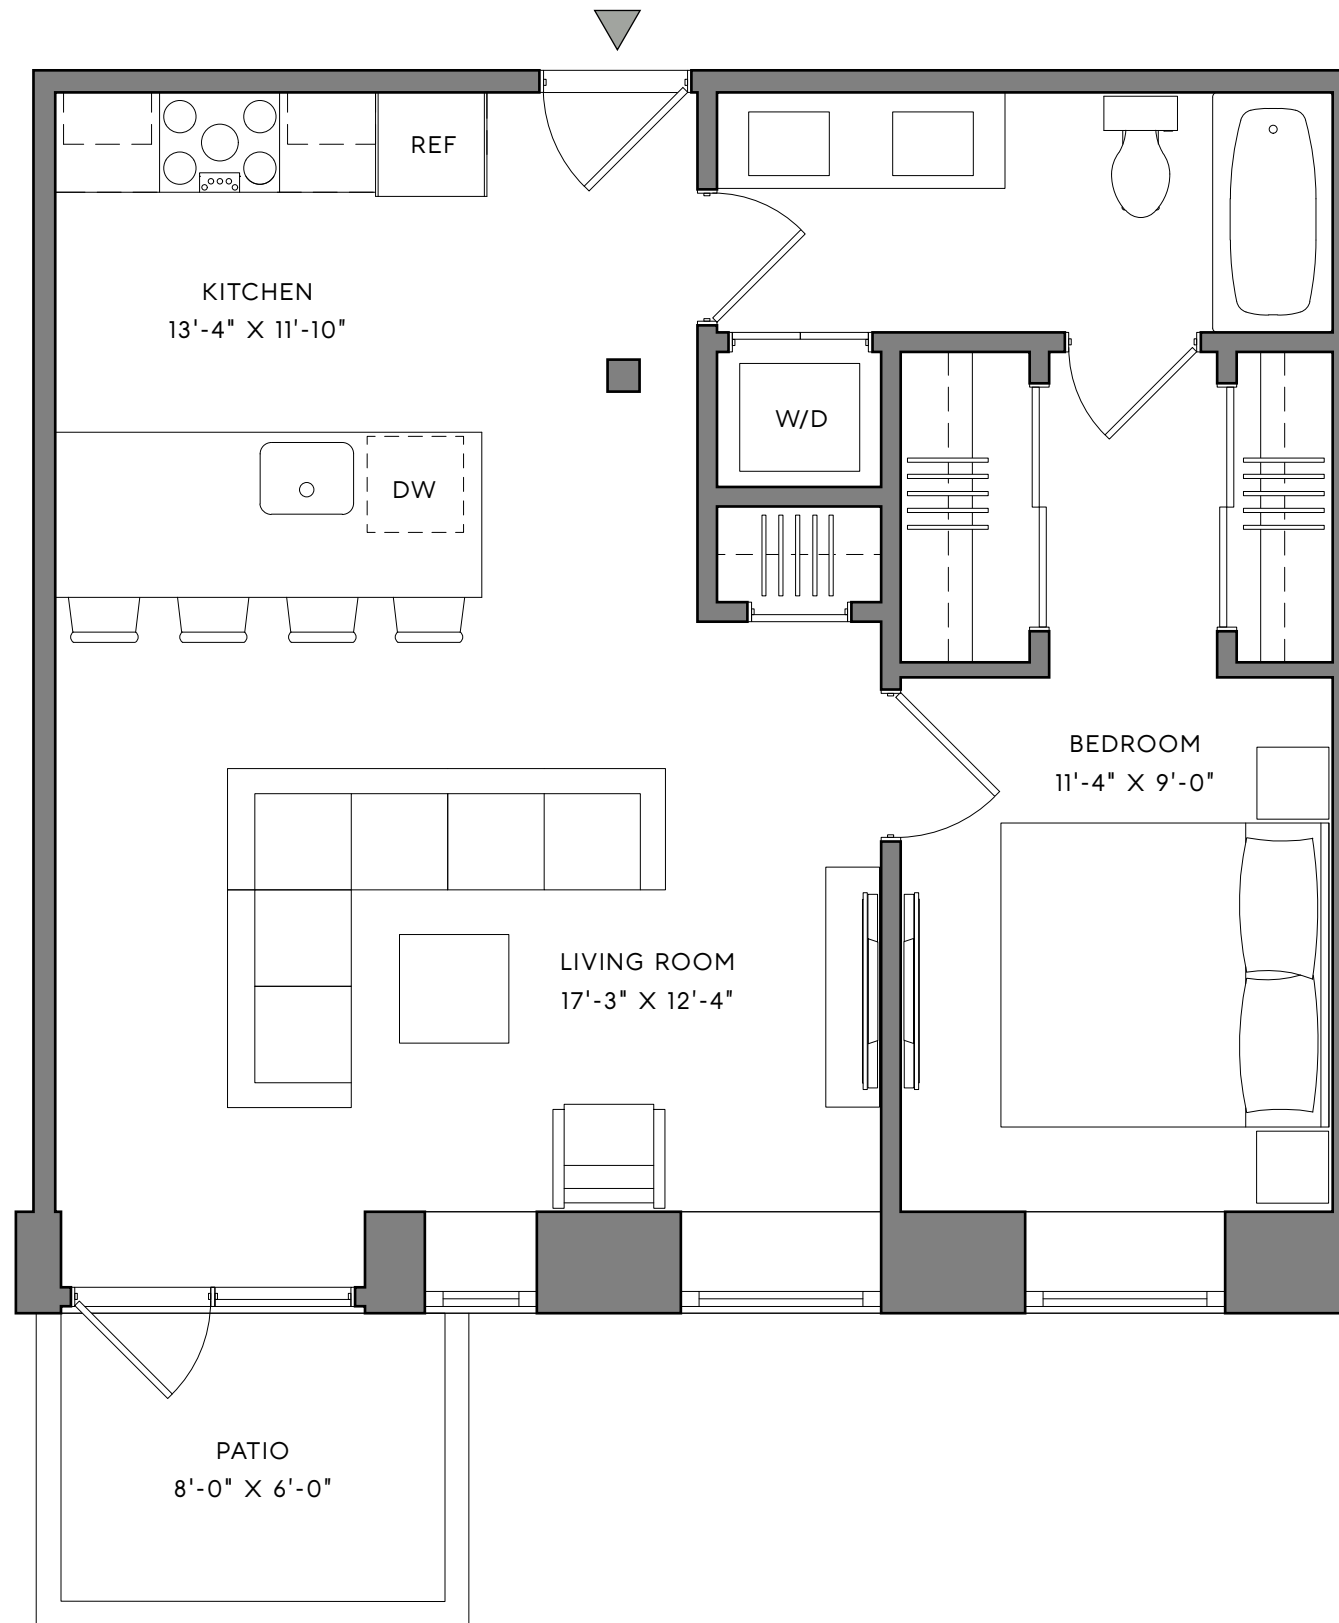 REF
KITCHEN
13'-4" X 11'-10"
W/D
DW
BEDROOM
11'-4" X 9'-0"
LIVING ROOM
17'-3" X 12'-4"
PATIO
8'-0" X 6'-0"